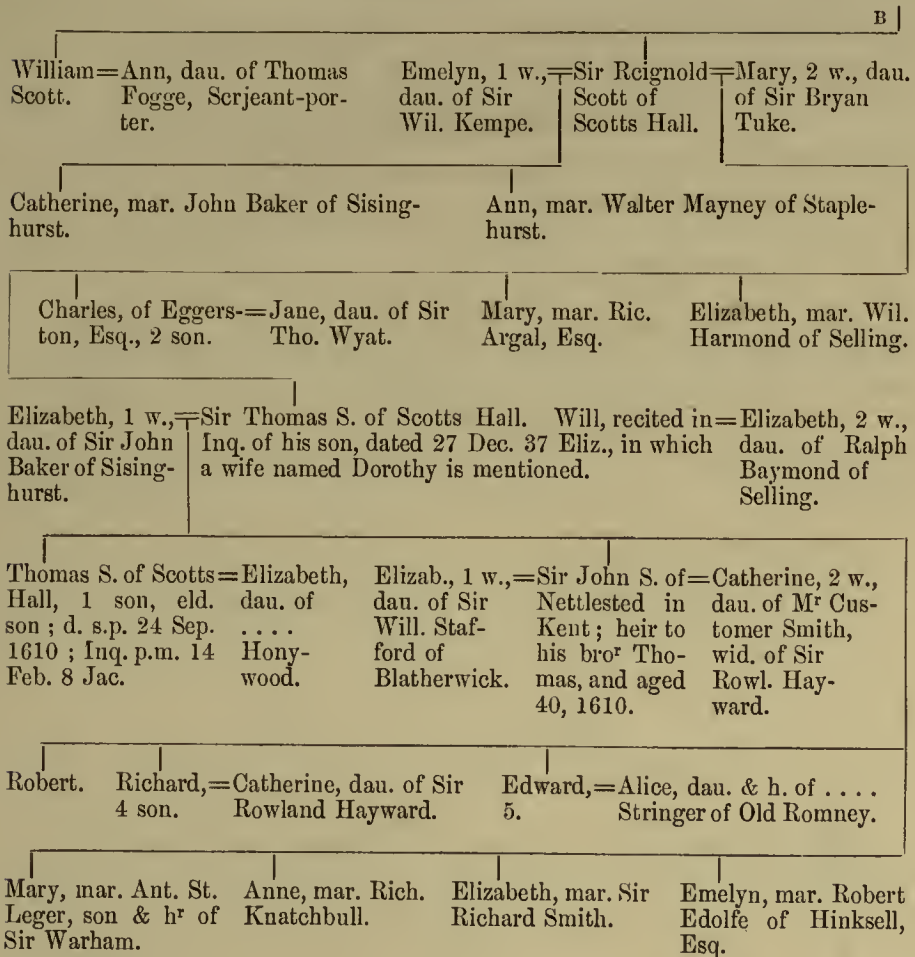 B
William=Ann, dau. of Thomas
Scott. Fogge, Serjeant-por-
ter.
Emelyn, 1 w.,=Sir Reignold=Mary, 2 w., dau.
dau. of Sir Scott of of Sir Bryan
Wil. Kempe. Scotts Hall. Tuke.
Catherine, mar. John Baker of Sising-
hurst.
Ann, mar. Walter Mayney of Staple-
hurst.
Charles, of Eggers-=Jane, dau. of Sir
ton, Esq., 2 son. Tho. Wyat.
Mary, mar. Ric.
Argal, Esq.
Elizabeth, mar. Wil.
Harmond of Selling.
Elizabeth, 1 w.,=Sir Thomas S. of Scotts Hall. Will, recited in=Elizabeth, 2 w.,
dau. of Sir John Inq. of his son, dated 27 Dec. 37 Eliz., in which dau. of Ralph
Baker of Sising- a wife named Dorothy is mentioned. Baymond of
hurst. Selling.
Thomas S. of Scotts=Elizabeth,
Hall, 1 son, eld. dau. of
son; d. s.p. 24 Sep. ....
1610; Inq. p.m. 14 Hony-
Feb. 8 Jac. wood.
Elizab., 1 w.,=Sir John S. of=Catherine, 2 w.,
dau. of Sir Nettlested in dau. of Mr Cus-
Will. Staf- Kent; heir to tomer Smith,
ford of his bror Tho- wid. of Sir
Blatherwick. mas, and aged Rowl. Hay-
40, 1610. ward.
Robert.
Richard,=Catherine, dau. of Sir
4 son. Rowland Hayward.
Edward,=Alice, dau. & h. of ....
5. Stringer of Old Romney.
Mary, mar. Ant. St.
Leger, son & hr of
Sir Warham.
Anne, mar. Rich.
Knatchbull.
Elizabeth, mar. Sir
Richard Smith.
Emelyn, mar. Robert
Edolfe of Hinksell,
Esq.